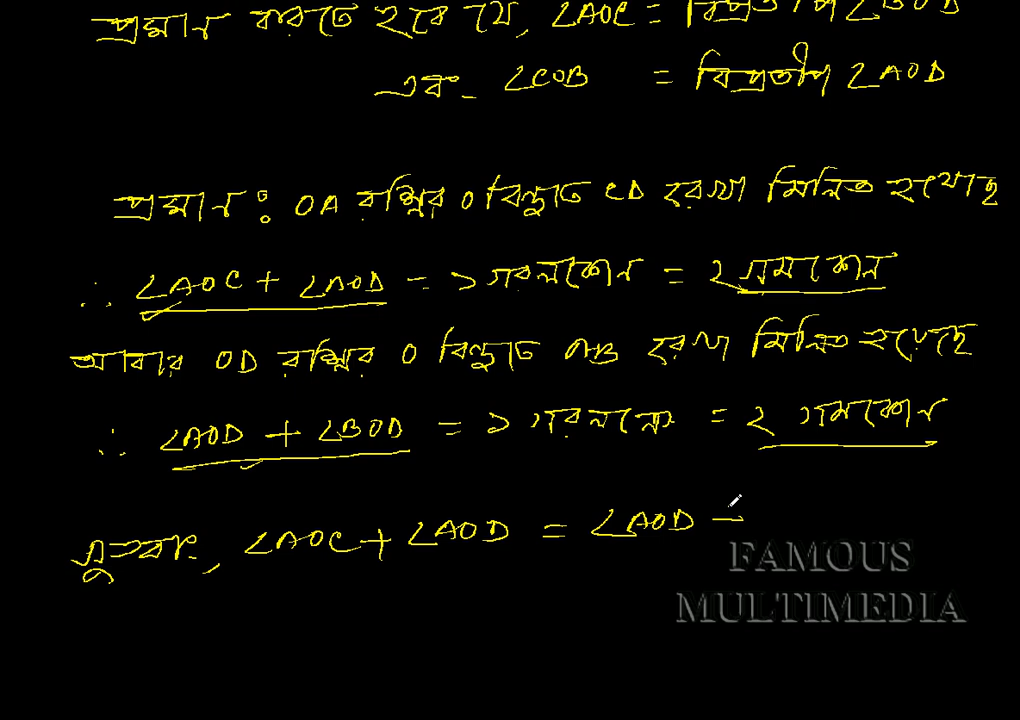 প্রমান করতে হবে যে, ∠AOC = বিপ্রতীপ ∠BOD
এবং ∠COB = বিপ্রতীপ ∠AOD
প্রমান : OA রশ্মির O বিন্দুতে CD রেখা মিলিত হয়েছে
∴ ∠AOC + ∠AOD = ১ সরলকোন = ২ সমকোন
আবার OD রশ্মির O বিন্দুতে AB রেখা মিলিত হয়েছে
∴ ∠AOD + ∠BOD = ১ সরলকোন = ২ সমকোন
সুতরাং, ∠AOC + ∠AOD = ∠AOD -
FAMOUS
MULTIMEDIA